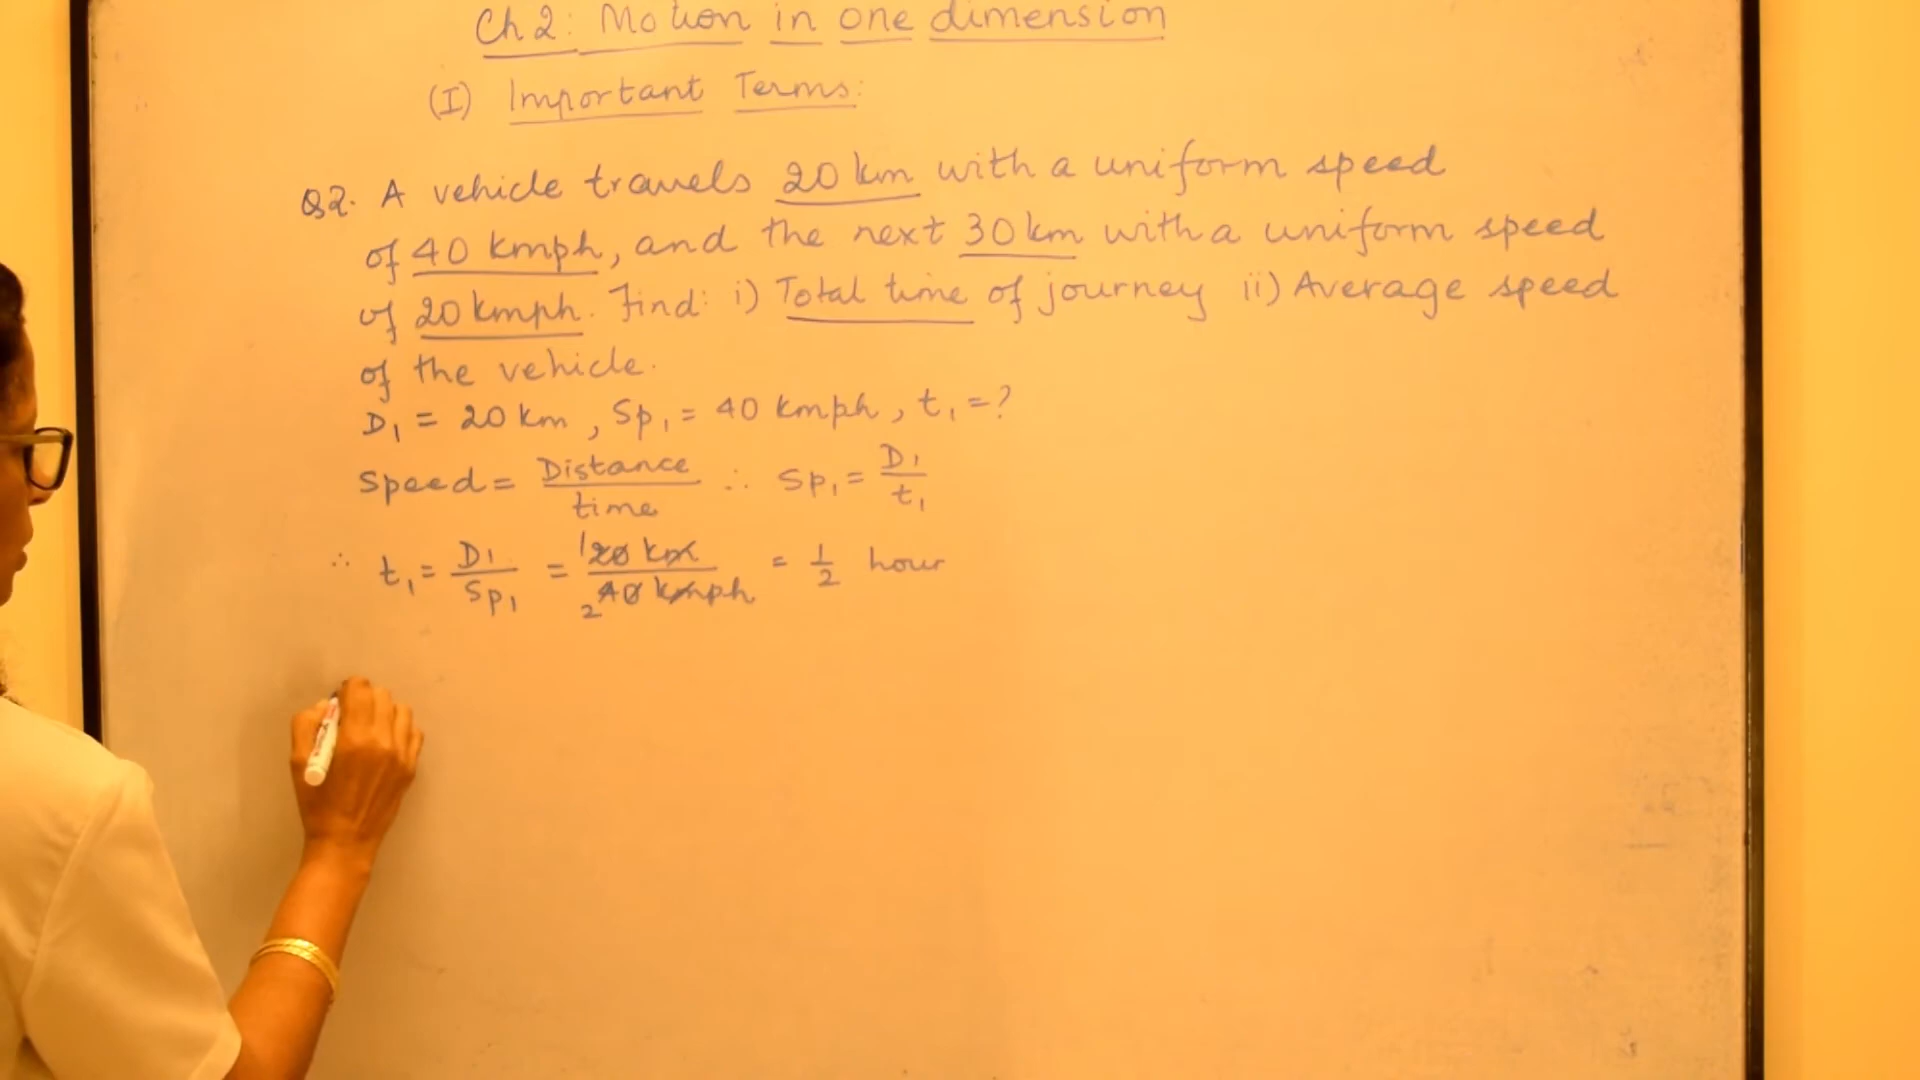 Ch 2: Motion in one dimension
(I) Important Terms:
Q2. A vehicle travels 20 km with a uniform speed
of 40 kmph, and the next 30 km with a uniform speed
of 20 kmph. Find: i) Total time of journey ii) Average speed
of the vehicle.
D₁ = 20 km, Sp₁ = 40 kmph, t₁ = ?
Speed = Distance/time ∴ Sp₁ = D₁/t₁
∴ t₁ = D₁/Sp₁ = 1 20 km/2 40 kmph = 1/2 hour